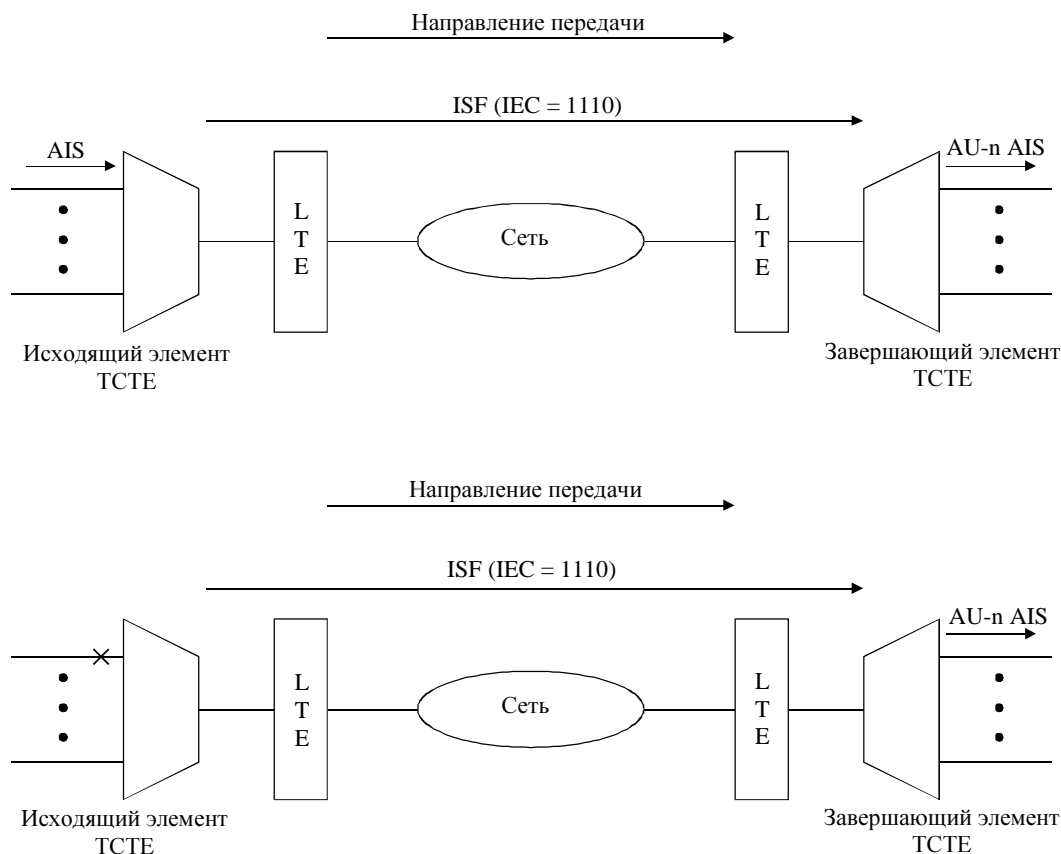 Направление передачи
ISF (IEC = 1110)
AIS
AU-n AIS
L
T
E
Сеть
L
T
E
Исходящий элемент
TCTE
Завершающий элемент
TCTE
Направление передачи
ISF (IEC = 1110)
AU-n AIS
L
T
E
Сеть
L
T
E
Исходящий элемент
TCTE
Завершающий элемент
TCTE